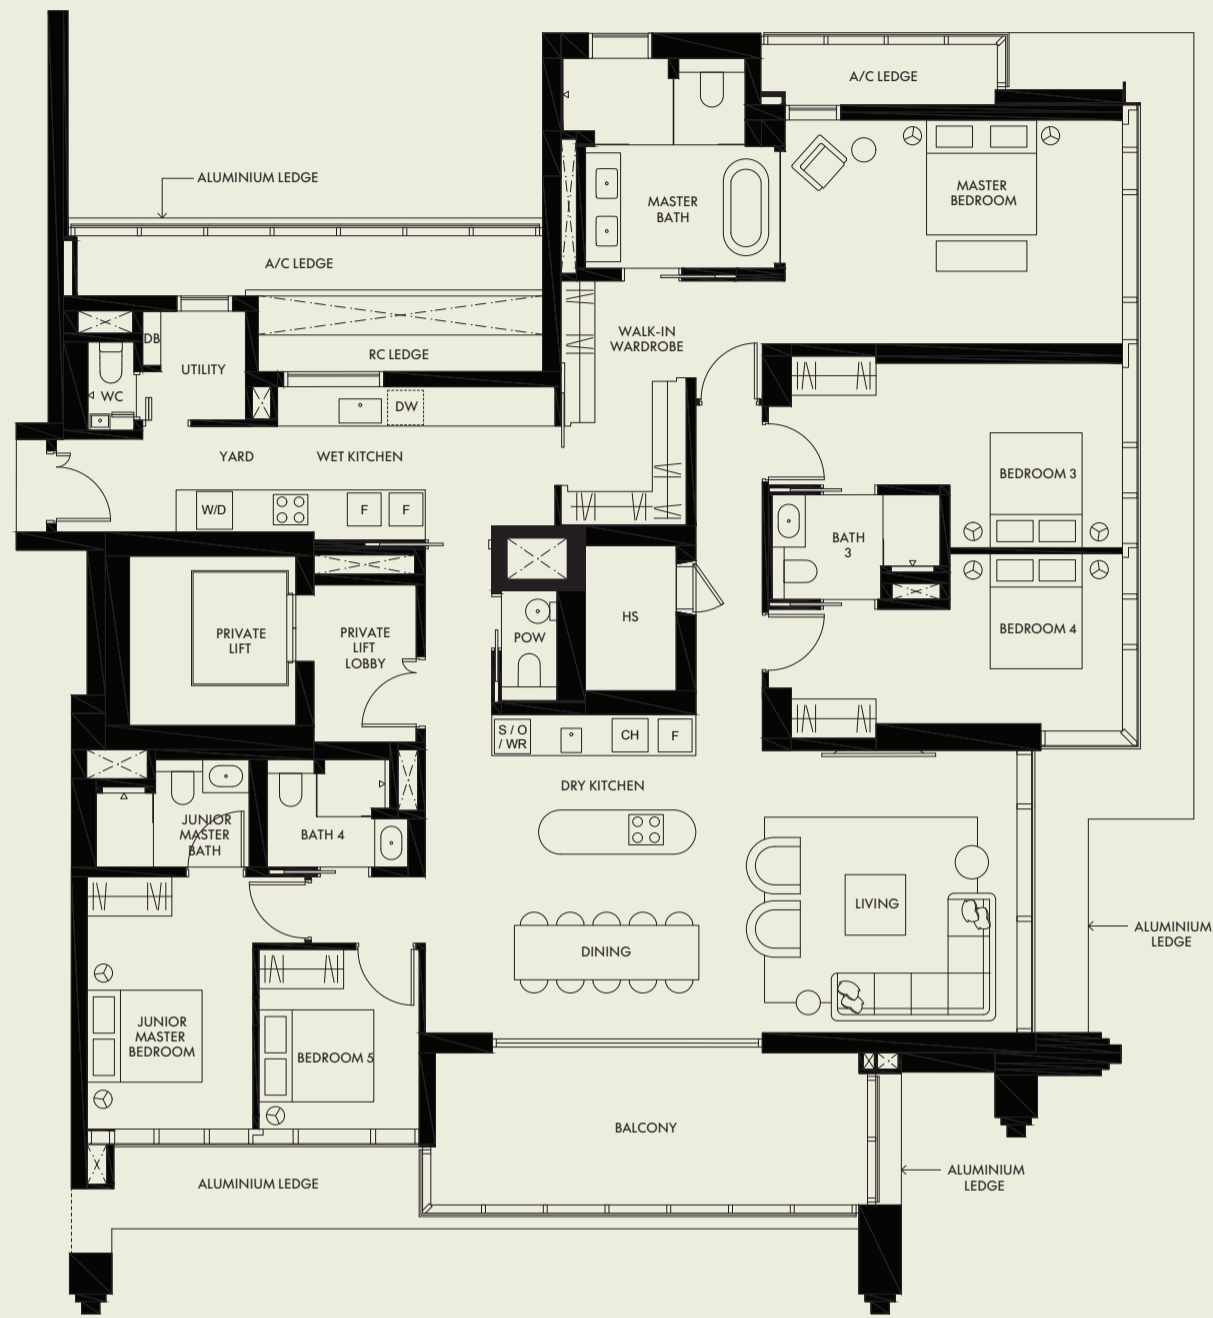 A/C LEDGE
ALUMINIUM LEDGE
MASTER
BATH
MASTER
BEDROOM
A/C LEDGE
WALK-IN
WARDROBE
DB
RC LEDGE
UTILITY
WC
DW
YARD
WET KITCHEN
W/D
F
F
BEDROOM 3
BATH
3
PRIVATE
LIFT
PRIVATE
LIFT
LOBBY
POW
HS
BEDROOM 4
S / O
/ WR
CH
F
DRY KITCHEN
JUNIOR
MASTER
BATH
BATH 4
LIVING
ALUMINIUM
LEDGE
DINING
JUNIOR
MASTER
BEDROOM
BEDROOM 5
BALCONY
ALUMINIUM LEDGE
ALUMINIUM
LEDGE